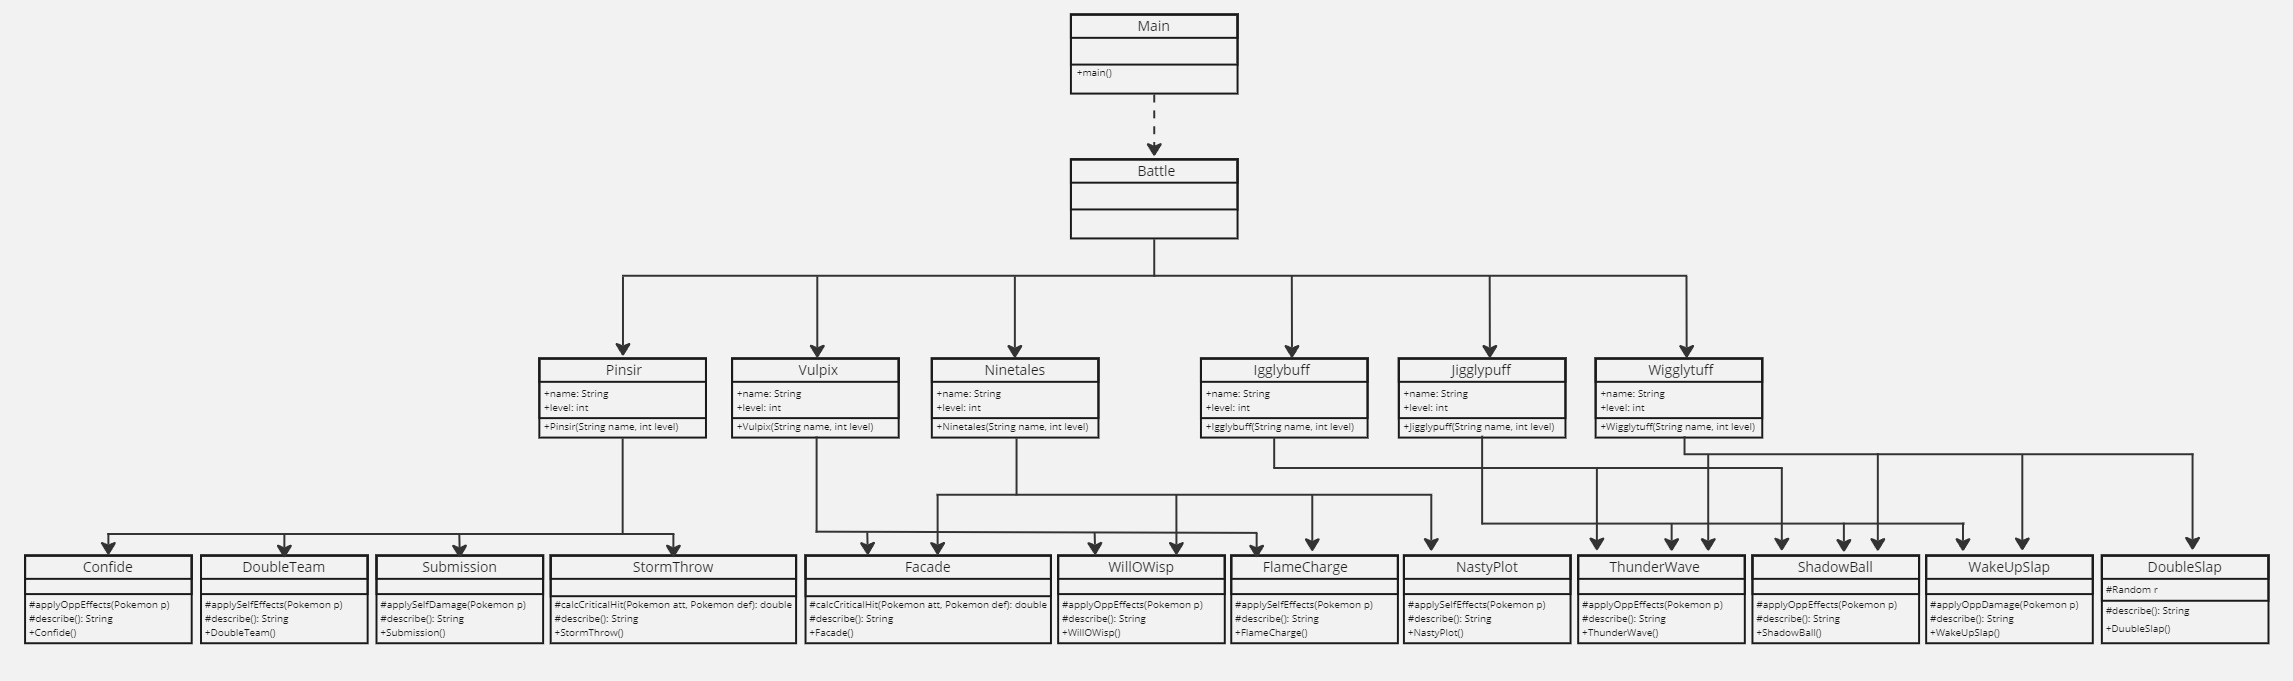 Main
+main()
Battle
Pinsir
+name: String
+level: int
+Pinsir(String name, int level)
Vulpix
+name: String
+level: int
+Vulpix(String name, int level)
Ninetales
+name: String
+level: int
+Ninetales(String name, int level)
Igglybuff
+name: String
+level: int
+Igglybuff(String name, int level)
Jigglypuff
+name: String
+level: int
+Jigglypuff(String name, int level)
Wigglytuff
+name: String
+level: int
+Wigglytuff(String name, int level)
Confide
#applyOppEffects(Pokemon p)
#describe(): String
+Confide()
DoubleTeam
#applySelfEffects(Pokemon p)
#describe(): String
+DoubleTeam()
Submission
#applySelfDamage(Pokemon p)
#describe(): String
+Submission()
StormThrow
#calcCriticalHit(Pokemon att, Pokemon def): double
#describe(): String
+StormThrow()
Facade
#calcCriticalHit(Pokemon att, Pokemon def): double
#describe(): String
+Facade()
WillOWisp
#applyOppEffects(Pokemon p)
#describe(): String
+WillOWisp()
FlameCharge
#applySelfEffects(Pokemon p)
#describe(): String
+FlameCharge()
NastyPlot
#applySelfEffects(Pokemon p)
#describe(): String
+NastyPlot()
ThunderWave
#applyOppEffects(Pokemon p)
#describe(): String
+ThunderWave()
ShadowBall
#applyOppEffects(Pokemon p)
#describe(): String
+ShadowBall()
WakeUpSlap
#applyOppDamage(Pokemon p)
#describe(): String
+WakeUpSlap()
DoubleSlap
#Random r
#describe(): String
+DuubleSlap()